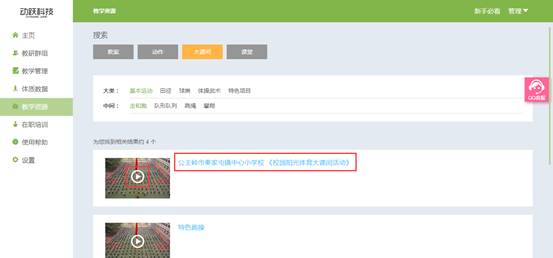 动跃科技
教学资源
新手必看 管理
主页
教研群组
教学管理
体质数据
教学资源
在职培训
使用帮助
设置
搜索
教案 动作 大课间 课堂
大类： 基本活动 田径 球类 体操武术 特色项目
中间： 走和跑 队形队列 跳绳 攀爬
QQ客服
为您找到相关结果约 4 个
公主岭市秦家屯镇中心小学校 《校园阳光体育大课间活动》
特色跑操